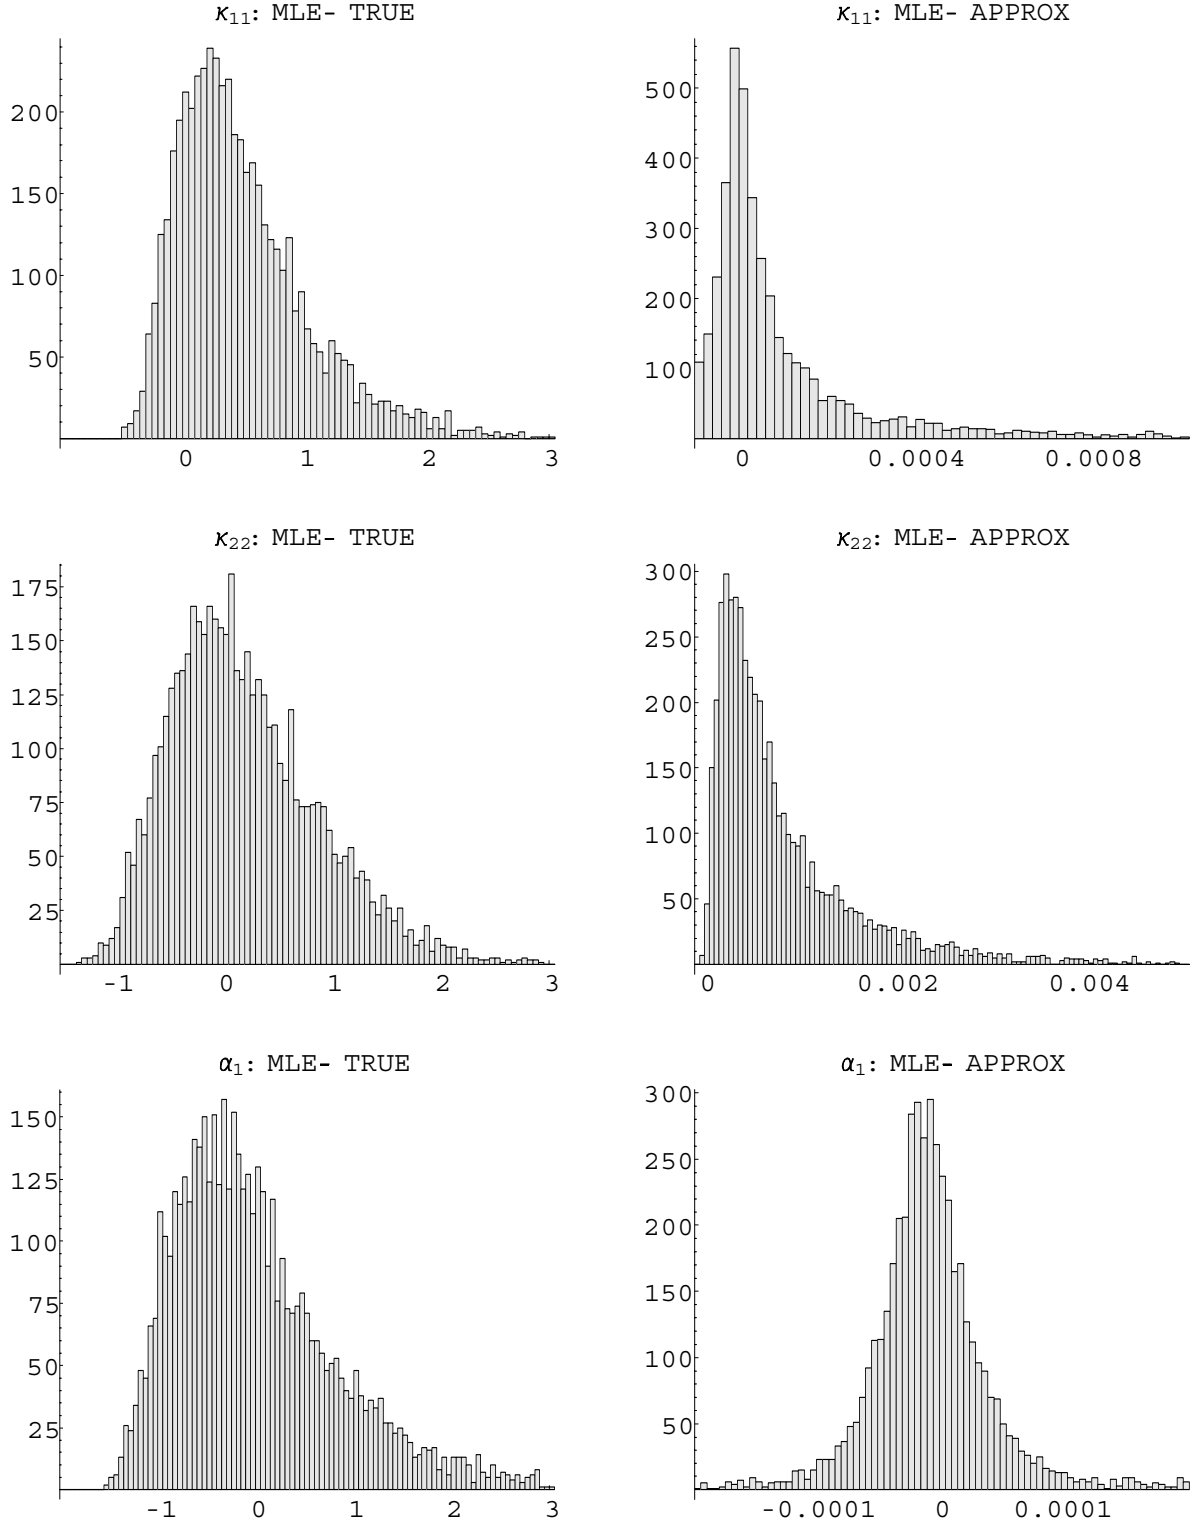 κ11: MLE- TRUE
200
150
100
50
0 1 2 3
κ11: MLE- APPROX
500
400
300
200
100
0 0.0004 0.0008
κ22: MLE- TRUE
175
150
125
100
75
50
25
-1 0 1 2 3
κ22: MLE- APPROX
300
250
200
150
100
50
0 0.002 0.004
α1: MLE- TRUE
150
125
100
75
50
25
-1 0 1 2 3
α1: MLE- APPROX
300
250
200
150
100
50
-0.0001 0 0.0001